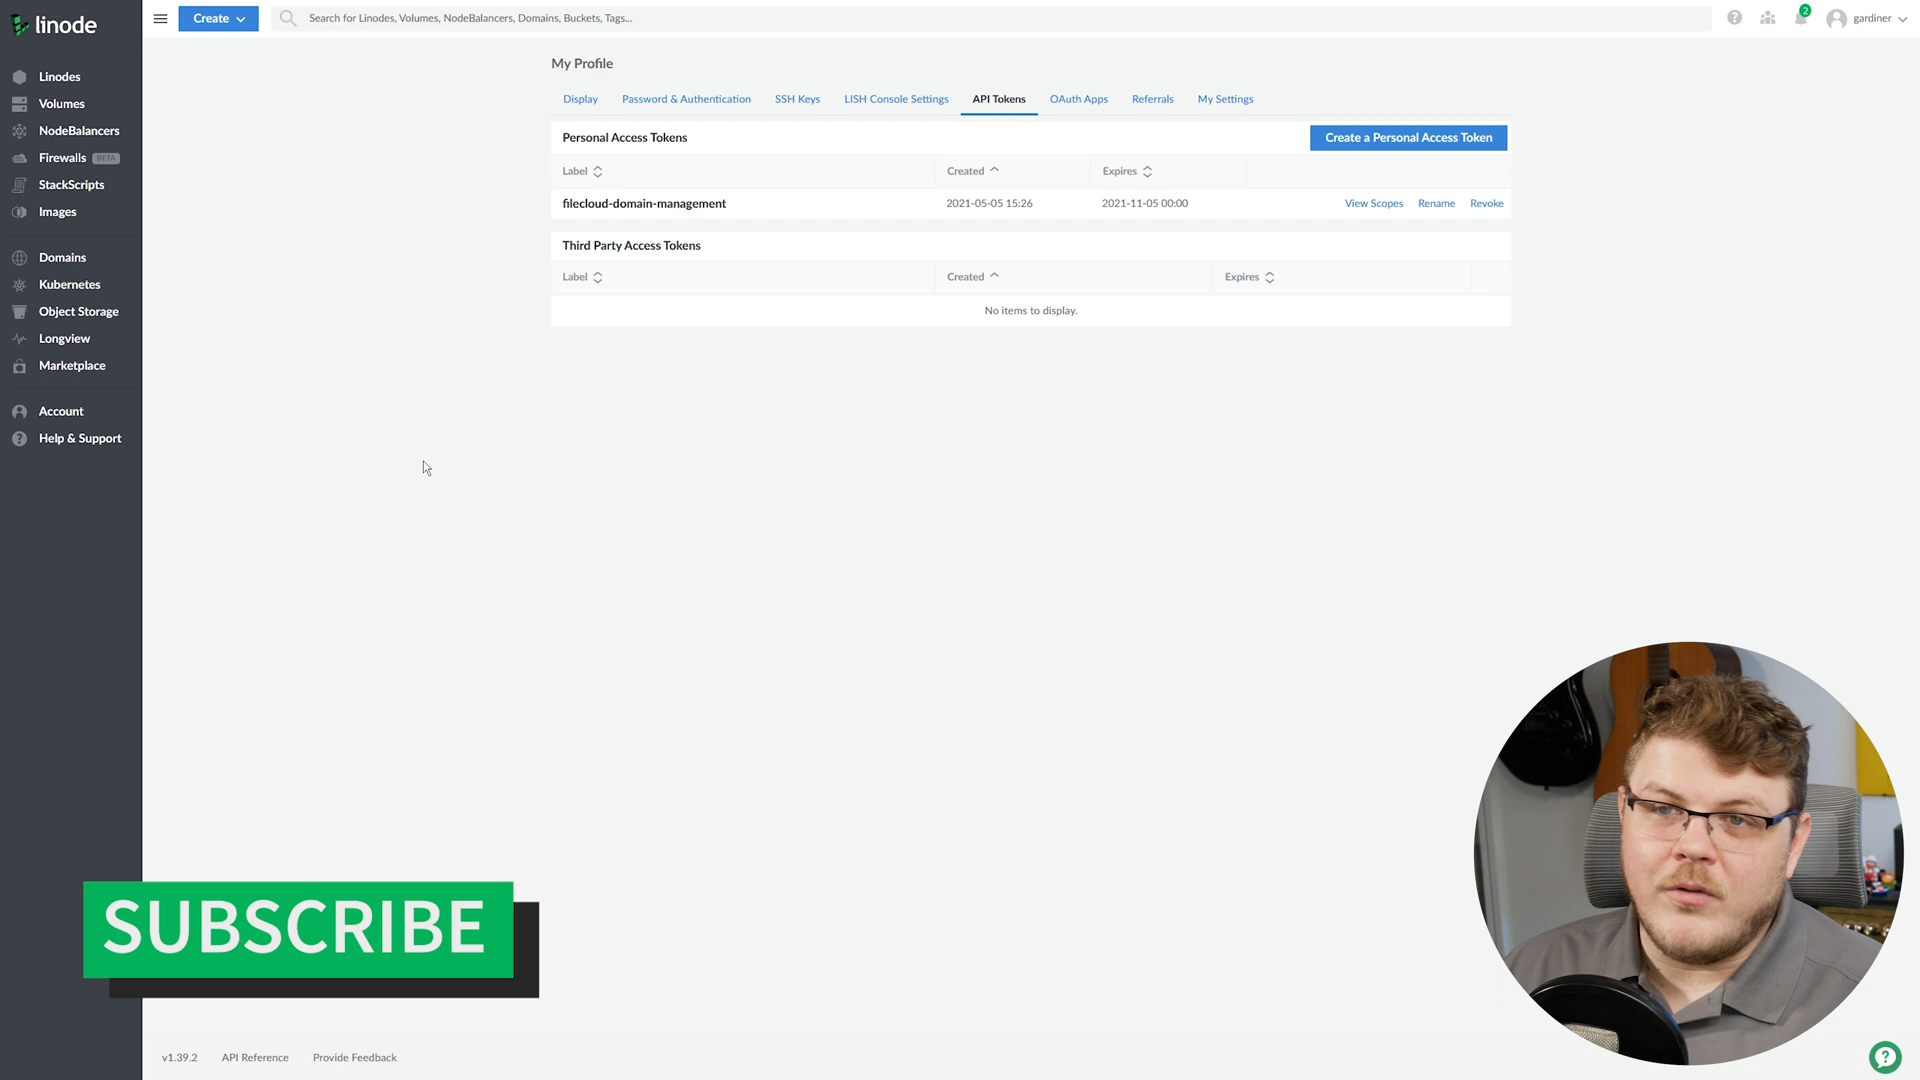 linode
Create
Search for Linodes, Volumes, NodeBalancers, Domains, Buckets, Tags...
2
gardiner
Linodes
Volumes
NodeBalancers
Firewalls BETA
StackScripts
Images
Domains
Kubernetes
Object Storage
Longview
Marketplace
Account
Help & Support
My Profile
Display Password & Authentication SSH Keys LISH Console Settings API Tokens OAuth Apps Referrals My Settings
Personal Access Tokens Create a Personal Access Token
Label Created Expires
filecloud-domain-management 2021-05-05 15:26 2021-11-05 00:00 View Scopes Rename Revoke
Third Party Access Tokens
Label Created Expires
No items to display.
SUBSCRIBE
v1.39.2 API Reference Provide Feedback